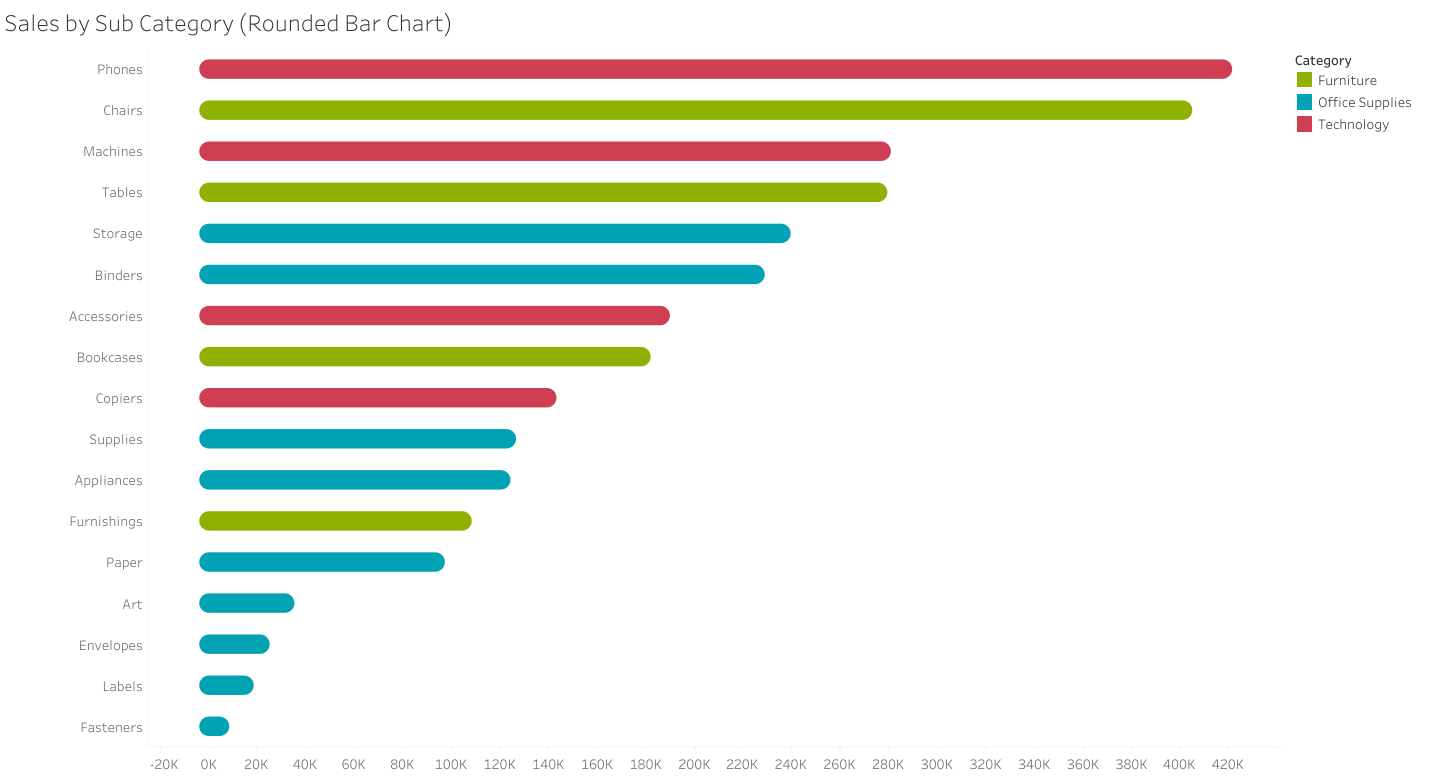 Sales by Sub Category (Rounded Bar Chart)
Category
Furniture
Office Supplies
Technology
Phones
Chairs
Machines
Tables
Storage
Binders
Accessories
Bookcases
Copiers
Supplies
Appliances
Furnishings
Paper
Art
Envelopes
Labels
Fasteners
-20K 0K 20K 40K 60K 80K 100K 120K 140K 160K 180K 200K 220K 240K 260K 280K 300K 320K 340K 360K 380K 400K 420K